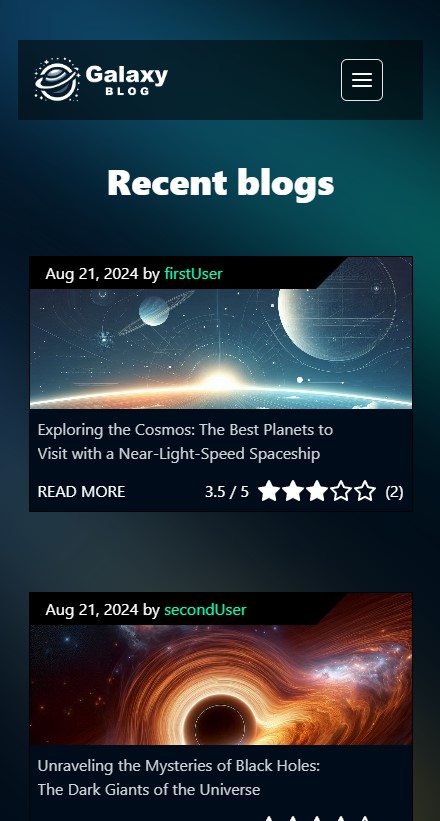 Galaxy
BLOG
Recent blogs
Aug 21, 2024 by firstUser
Exploring the Cosmos: The Best Planets to
Visit with a Near-Light-Speed Spaceship
READ MORE 3.5 / 5 (2)
Aug 21, 2024 by secondUser
Unraveling the Mysteries of Black Holes:
The Dark Giants of the Universe